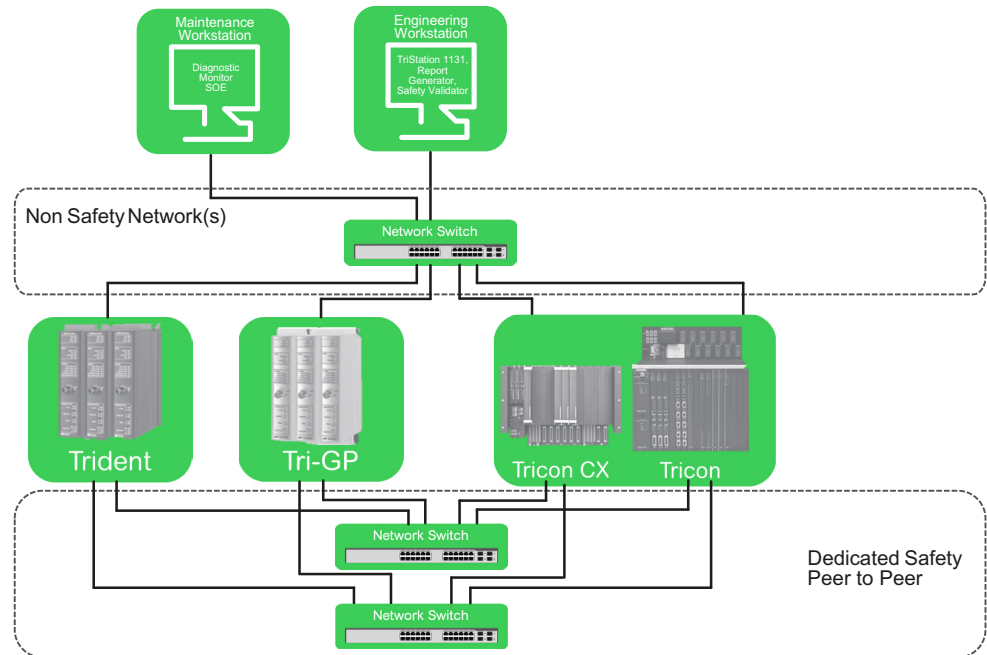 Maintenance
Workstation
Diagnostic
Monitor
SOE
Engineering
Workstation
TriStation 1131,
Report
Generator,
Safety Validator
Non Safety Network(s)
Network Switch
Trident
Tri-GP
Tricon CX
Tricon
Network Switch
Dedicated Safety
Peer to Peer
Network Switch